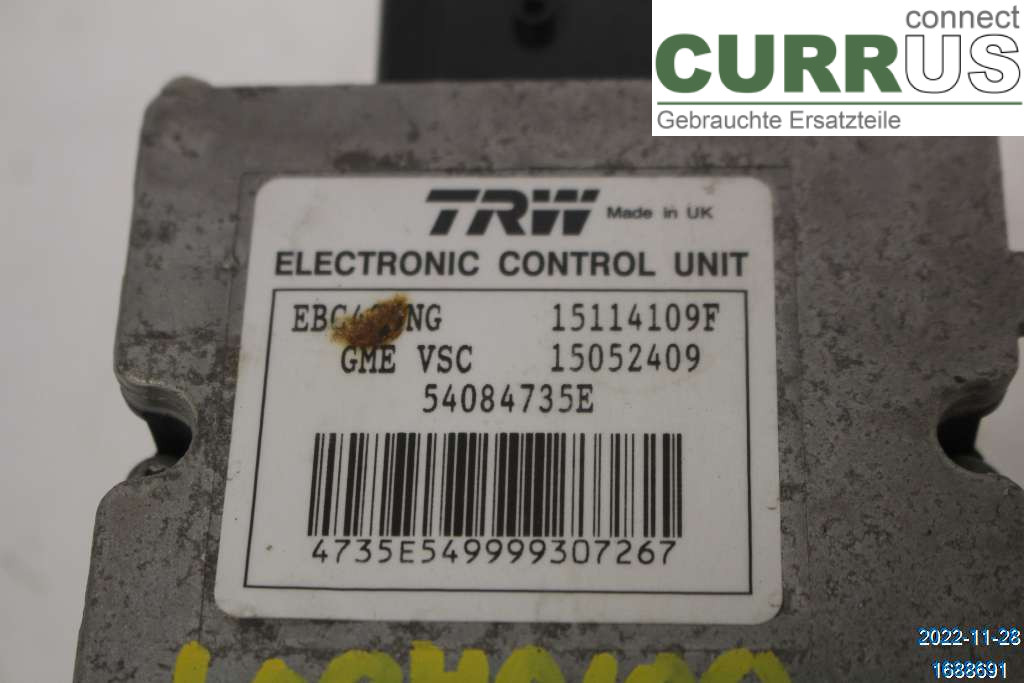 connect
CURRUS
Gebrauchte Ersatzteile
TRW Made in UK
ELECTRONIC CONTROL UNIT
15114109F
GME VSC 15052409
54084735E
4735E549999307267
2022-11-28
1688691